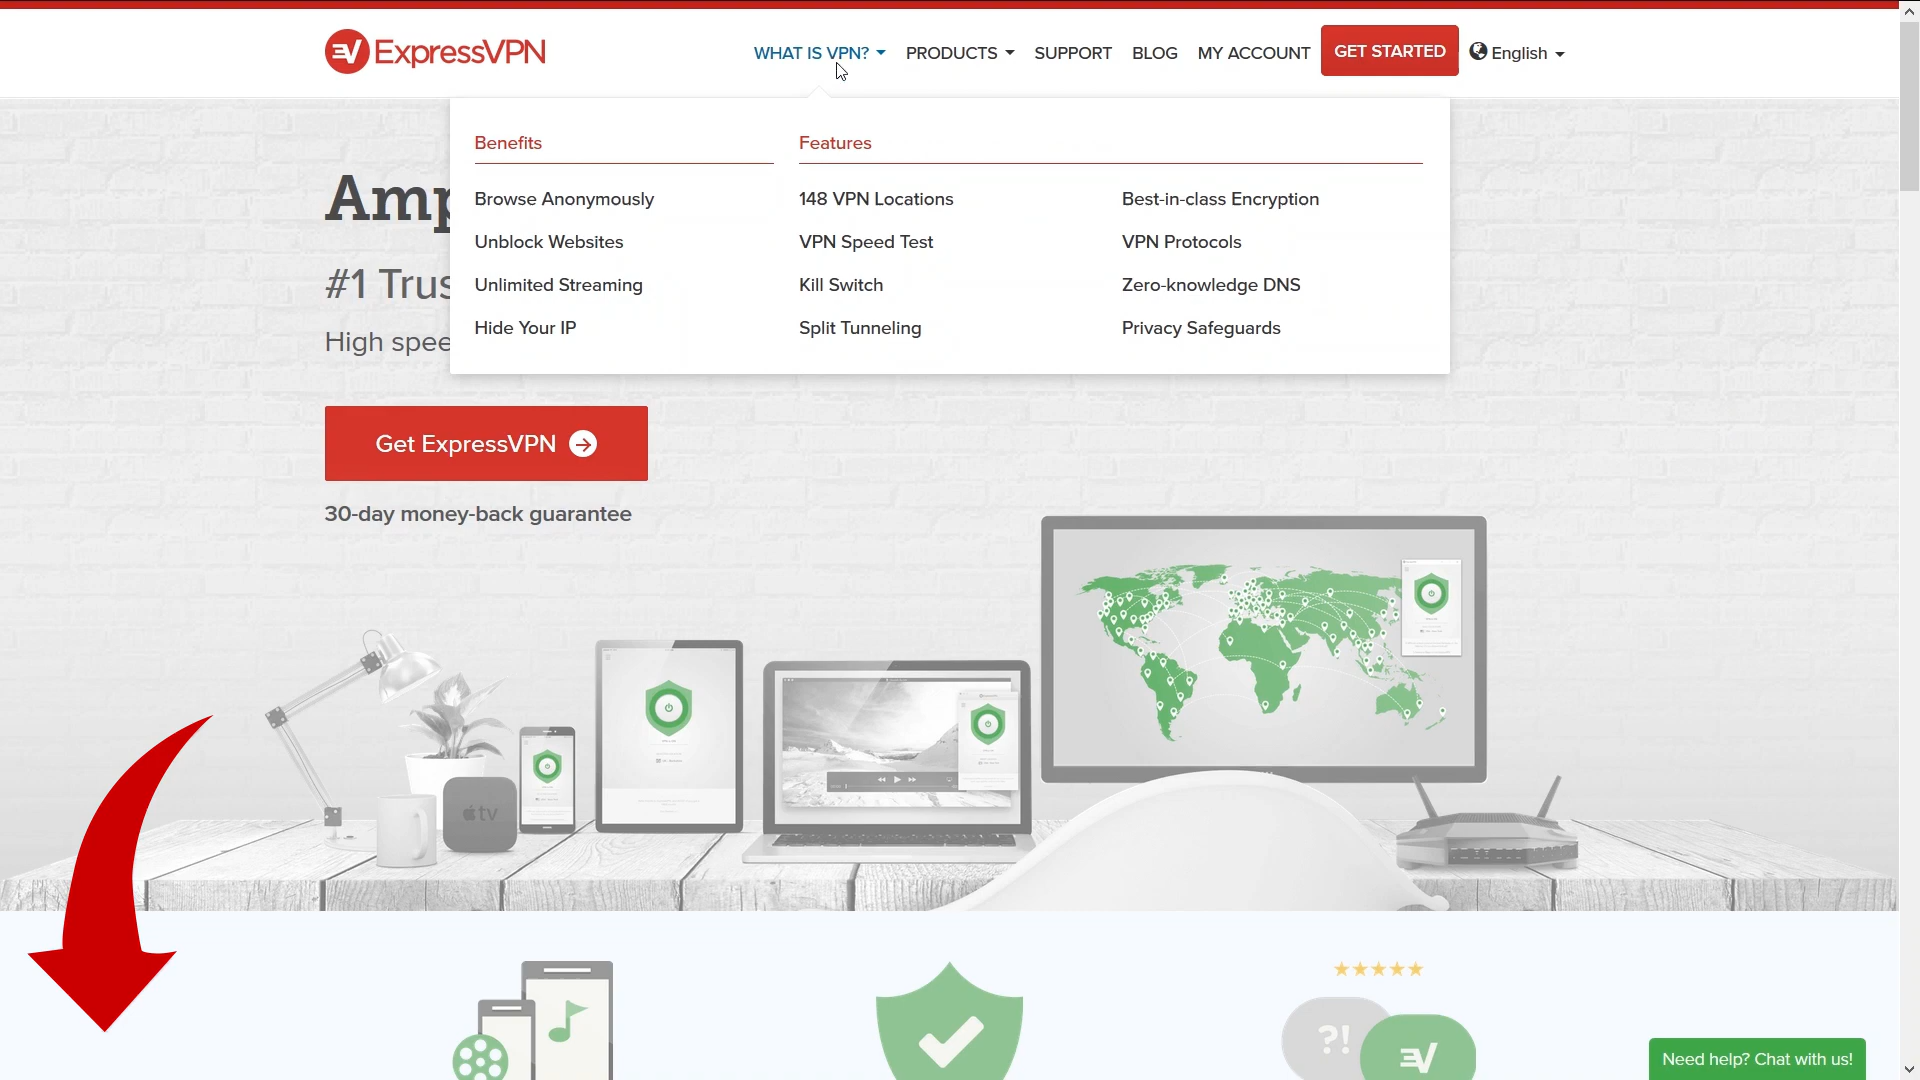 ExpressVPN
WHAT IS VPN?
PRODUCTS
SUPPORT
BLOG
MY ACCOUNT
GET STARTED
English
Benefits
Features
Browse Anonymously
148 VPN Locations
Best-in-class Encryption
Unblock Websites
VPN Speed Test
VPN Protocols
Unlimited Streaming
Kill Switch
Zero-knowledge DNS
Hide Your IP
Split Tunneling
Privacy Safeguards
#1
High
Get ExpressVPN
30-day money-back guarantee
tv
?!
Need help? Chat with us!